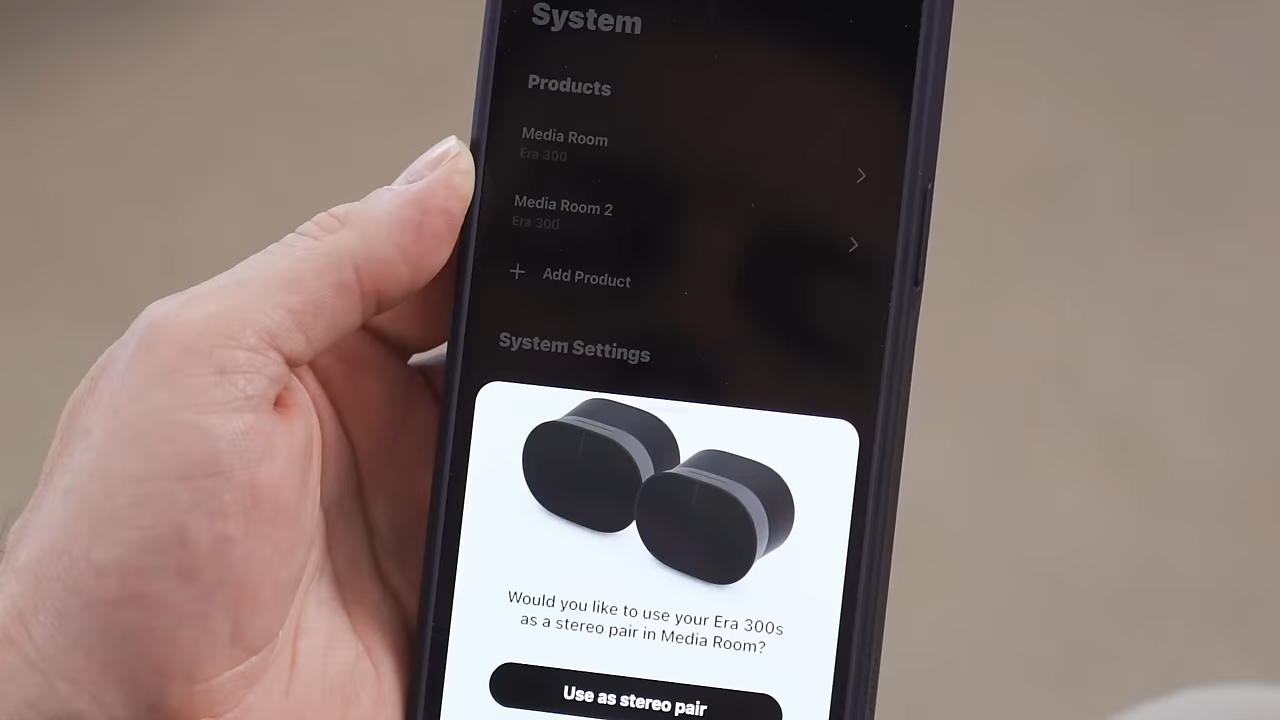 System
Products
Media Room
Era 300
Media Room 2
Era 300
Add Product
System Settings
Would you like to use your Era 300s
as a stereo pair in Media Room?
Use as stereo pair